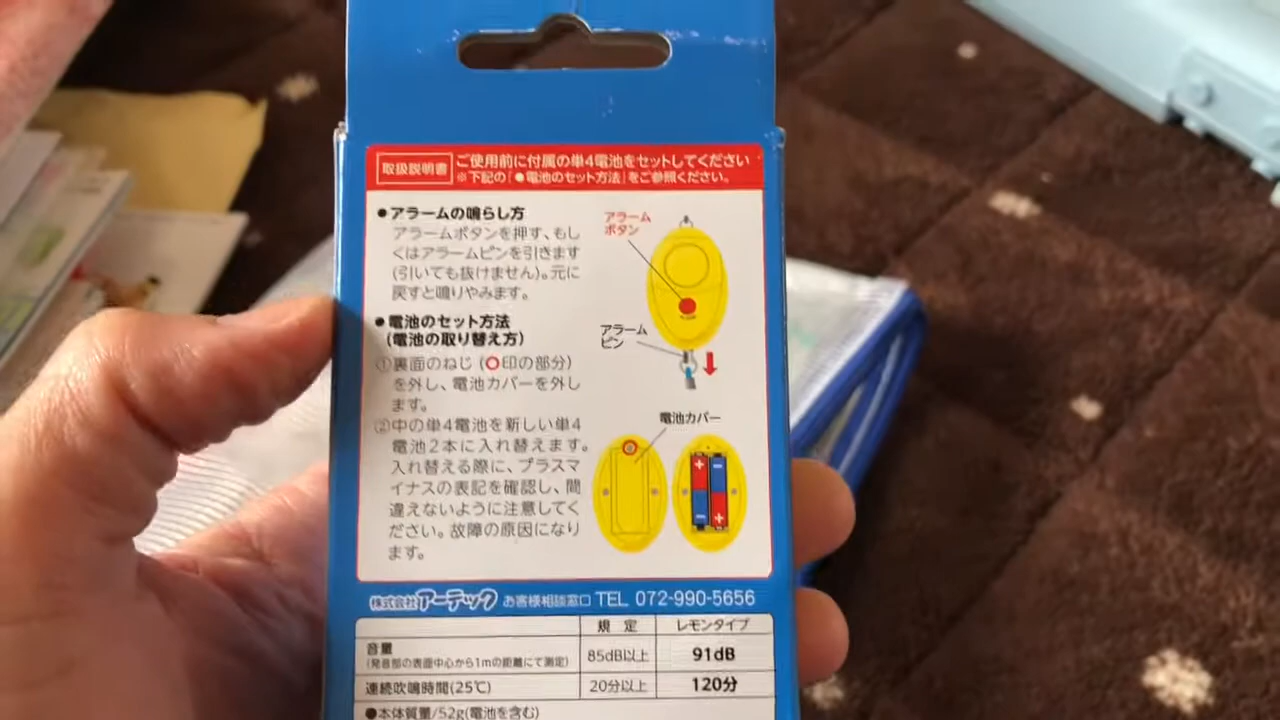 取扱説明書 ご使用前に付属の単4電池をセットしてください
※下記の「●電池のセット方法」をご参照ください。
●アラームの鳴らし方
アラームボタンを押す、もし
くはアラームピンを引きます
(引いても抜けません)。元に
戻すと鳴りやみます。
アラーム
ボタン
アラーム
ピン
●電池のセット方法
(電池の取り替え方)
①裏面のねじ(○印の部分)
を外し、電池カバーを外し
ます。
②中の単4電池を新しい単4
電池2本に入れ替えます。
入れ替える際に、プラスマ
イナスの表記を確認し、間
違えないように注意してく
ださい。故障の原因になり
ます。
電池カバー
株式会社アーテック お客様相談窓口 TEL 072-990-5656
規定 レモンタイプ
音量 85dB以上 91dB
(発音部の表面中心から1mの距離にて測定)
連続吹鳴時間(25℃) 20分以上 120分
●本体質量/52g(電池を含む)